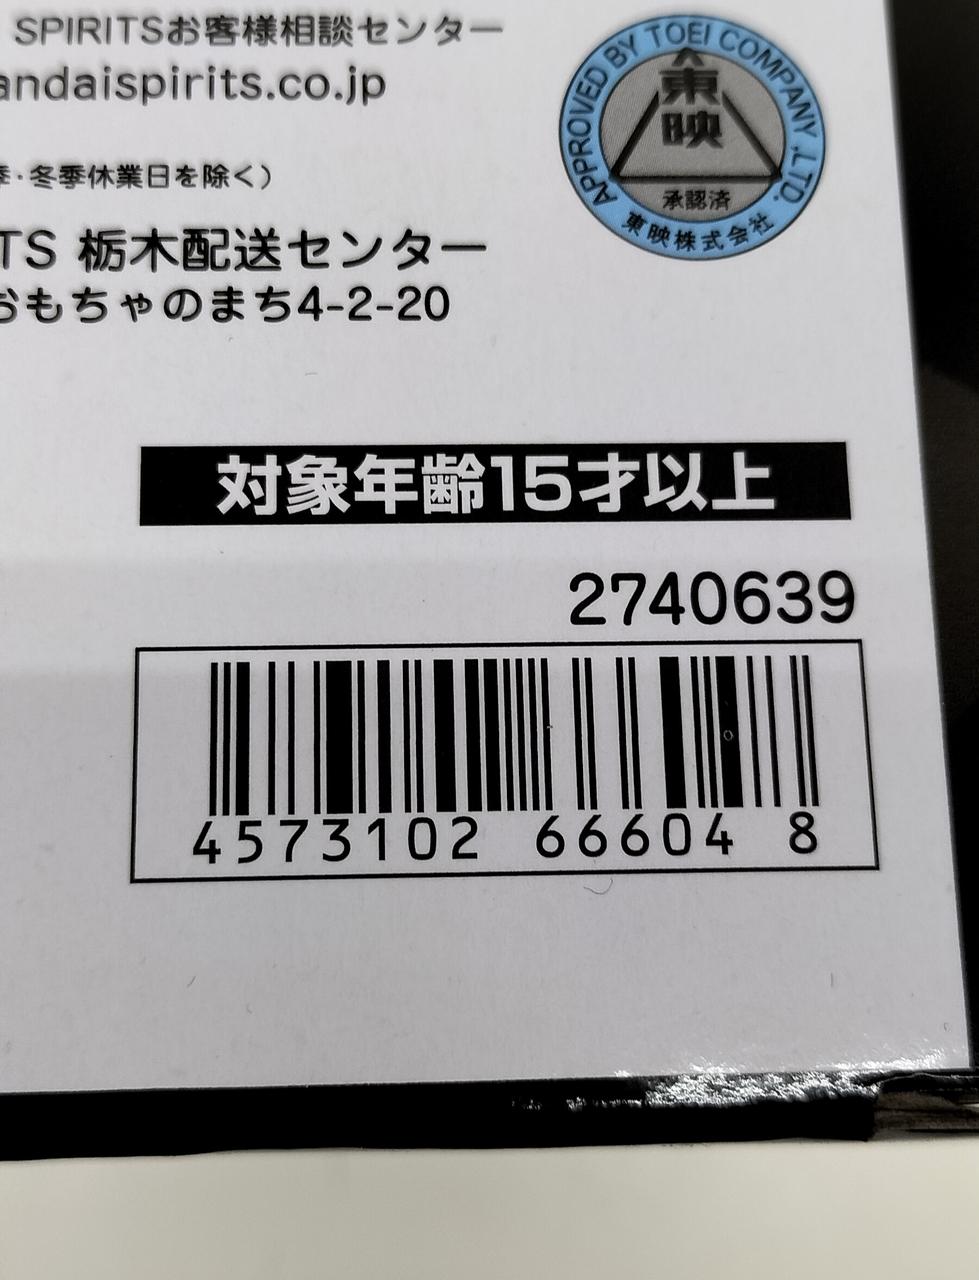 SPIRITSお客様相談センター
andaispirits.co.jp
・冬季休業日を除く）
TS 栃木配送センター
おもちゃのまち4-2-20
APPROVED BY TOEI COMPANY ,LTD.
東映
承認済
東映株式会社
対象年齢15才以上
2740639
4573102 66604 8